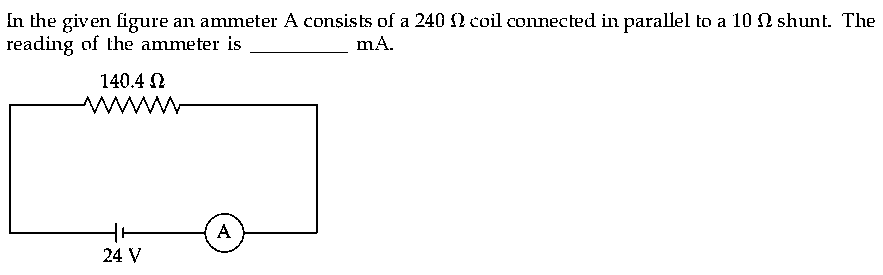 In the given figure an ammeter A consists of a 240 Ω coil connected in parallel to a 10 Ω shunt. The
reading of the ammeter is __________ mA.
140.4 Ω
A
24 V